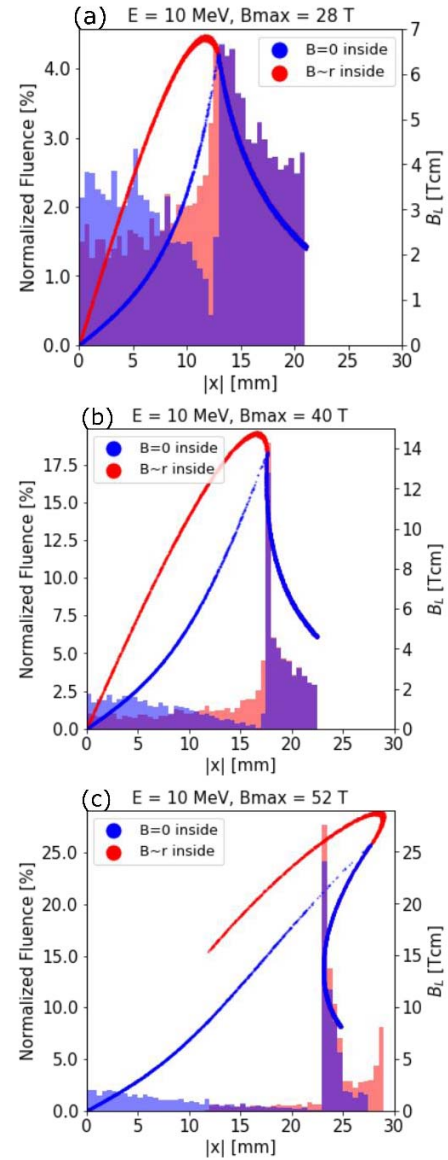 (a) E = 10 MeV, Bmax = 28 T
B=0 inside
B~r inside
Normalized Fluence [%]
4.0
3.0
2.0
1.0
0.0
7
6
5
4
3
2
1
0
B_L [Tcm]
0 5 10 15 20 25 30
|x| [mm]
(b) E = 10 MeV, Bmax = 40 T
B=0 inside
B~r inside
Normalized Fluence [%]
17.5
15.0
12.5
10.0
7.5
5.0
2.5
0.0
14
12
10
8
6
4
2
0
B_L [Tcm]
0 5 10 15 20 25 30
|x| [mm]
(c) E = 10 MeV, Bmax = 52 T
B=0 inside
B~r inside
Normalized Fluence [%]
25.0
20.0
15.0
10.0
5.0
0.0
25
20
15
10
5
0
B_L [Tcm]
0 5 10 15 20 25 30
|x| [mm]